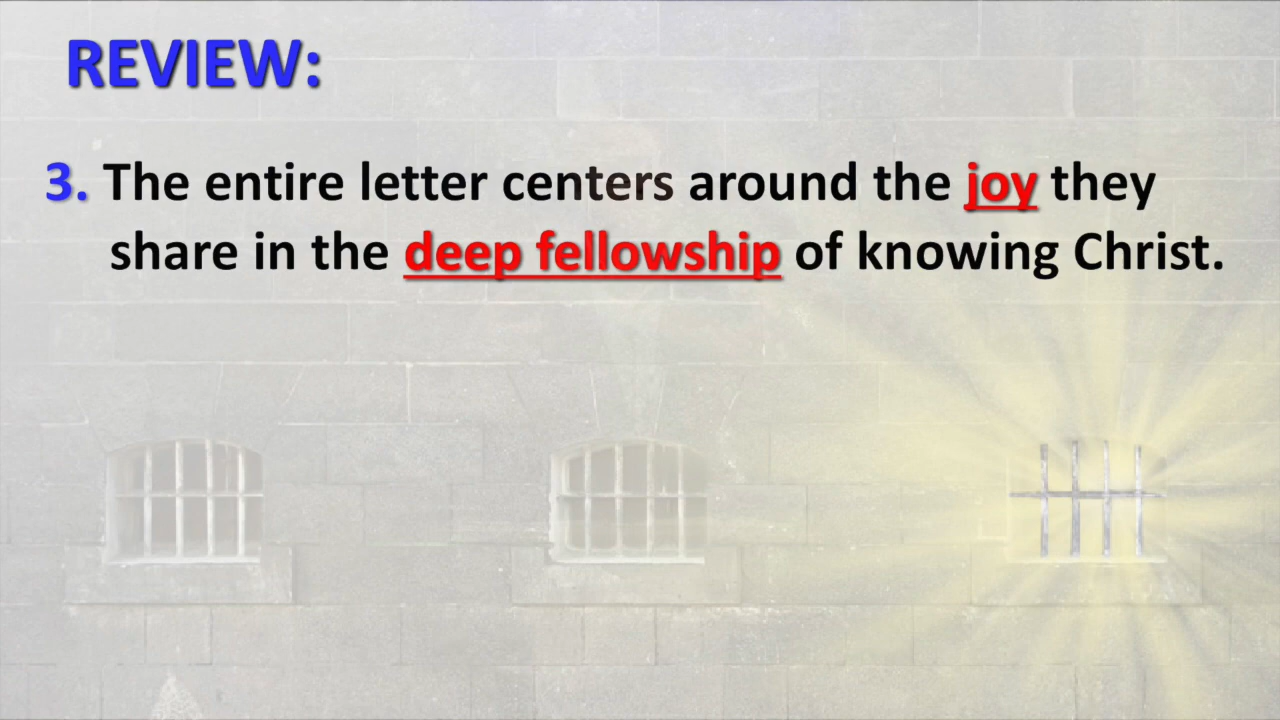 REVIEW:
3. The entire letter centers around the joy they
share in the deep fellowship of knowing Christ.